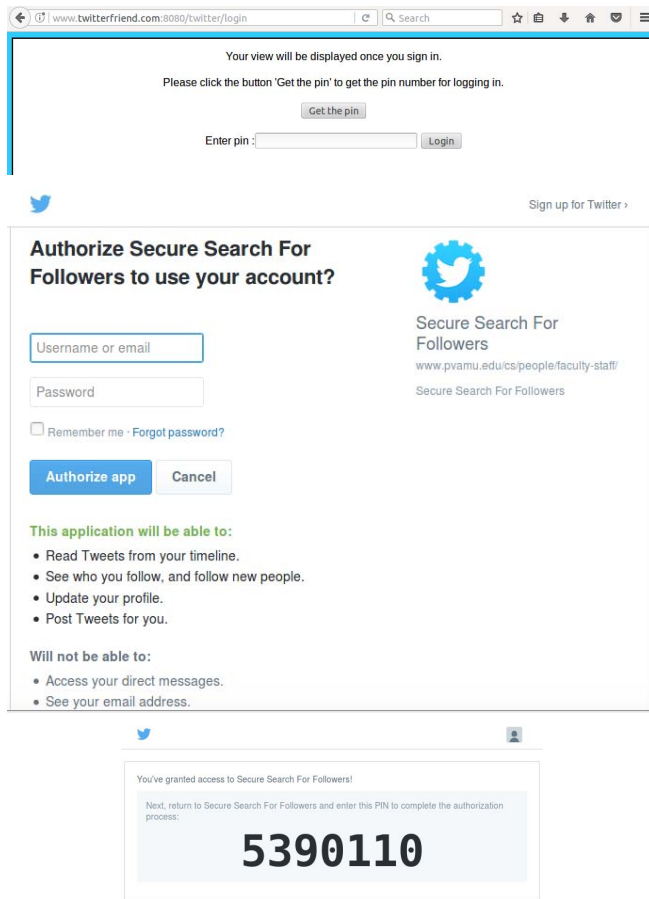 www.twitterfriend.com:8080/twitter/login
Search
Your view will be displayed once you sign in.
Please click the button 'Get the pin' to get the pin number for logging in.
Get the pin
Enter pin :
Login
Sign up for Twitter ›
Authorize Secure Search For
Followers to use your account?
Username or email
Password
Remember me · Forgot password?
Authorize app
Cancel
Secure Search For
Followers
www.pvamu.edu/cs/people/faculty-staff/
Secure Search For Followers
This application will be able to:
• Read Tweets from your timeline.
• See who you follow, and follow new people.
• Update your profile.
• Post Tweets for you.
Will not be able to:
• Access your direct messages.
• See your email address.
You've granted access to Secure Search For Followers!
Next, return to Secure Search For Followers and enter this PIN to complete the authorization
process:
5390110